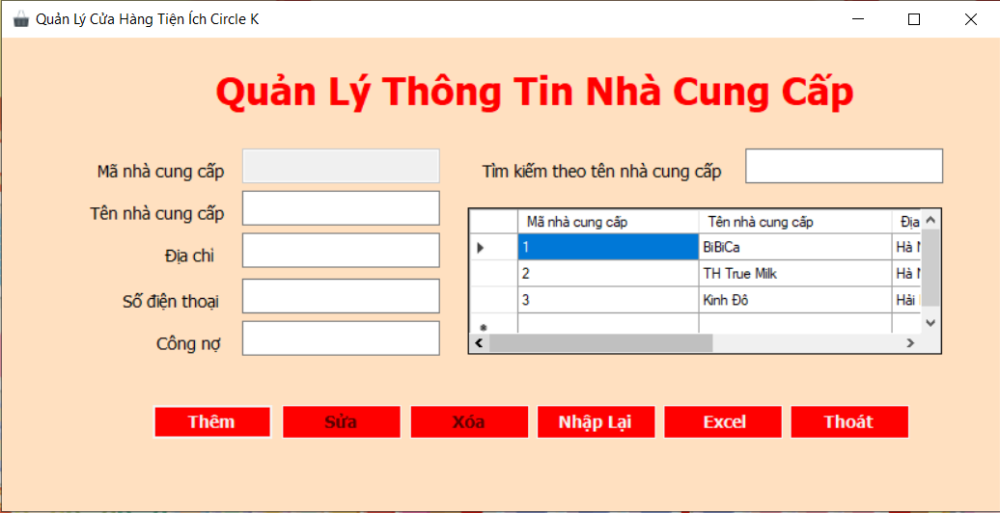 Quản Lý Cửa Hàng Tiện Ích Circle K
Quản Lý Thông Tin Nhà Cung Cấp
Mã nhà cung cấp
Tên nhà cung cấp
Địa chỉ
Số điện thoại
Công nợ
Tìm kiếm theo tên nhà cung cấp
Mã nhà cung cấp Tên nhà cung cấp Địa
1 BiBiCa Hà
2 TH True Milk Hà
3 Kinh Đô Hải
Thêm Sửa Xóa Nhập Lại Excel Thoát